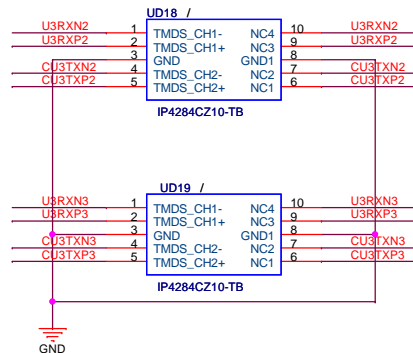 UD18 /
U3RXN2 1 TMDS_CH1- NC4 10 U3RXN2
U3RXP2 2 TMDS_CH1+ NC3 9 U3RXP2
3 GND GND1 8
CU3TXN2 4 TMDS_CH2- NC2 7 CU3TXN2
CU3TXP2 5 TMDS_CH2+ NC1 6 CU3TXP2
IP4284CZ10-TB
UD19 /
U3RXN3 1 TMDS_CH1- NC4 10 U3RXN3
U3RXP3 2 TMDS_CH1+ NC3 9 U3RXP3
3 GND GND1 8
CU3TXN3 4 TMDS_CH2- NC2 7 CU3TXN3
CU3TXP3 5 TMDS_CH2+ NC1 6 CU3TXP3
IP4284CZ10-TB
GND